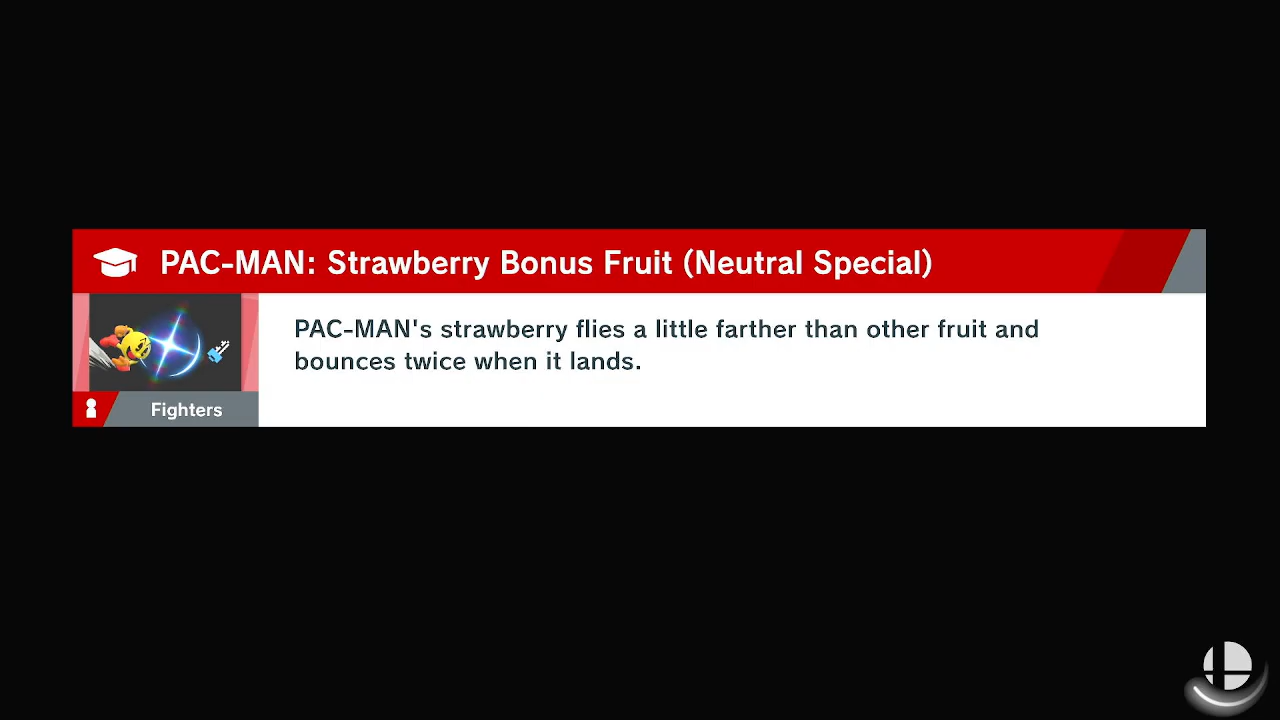 PAC-MAN: Strawberry Bonus Fruit (Neutral Special)
PAC-MAN's strawberry flies a little farther than other fruit and
bounces twice when it lands.
Fighters